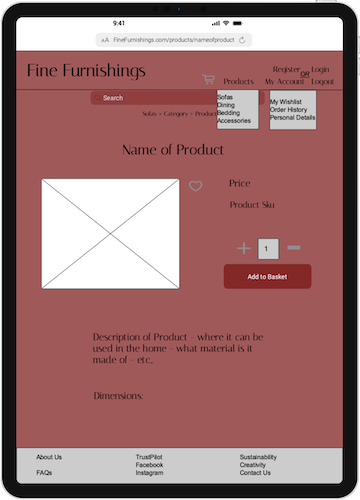 9:41
AA FineFurnishings.com/products/nameofproduct
Fine Furnishings
Register OR Login
Products My Account Logout
Search
Sofas
Dining
Bedding
Accessories
My Wishlist
Order History
Personal Details
Sofas > Category > Product
Name of Product
Price
Product Sku
1
Add to Basket
Description of Product - where it can be
used in the home - what material is it
made of - etc..
Dimensions:
About Us TrustPilot Sustainability
Facebook Creativity
FAQs Instagram Contact Us